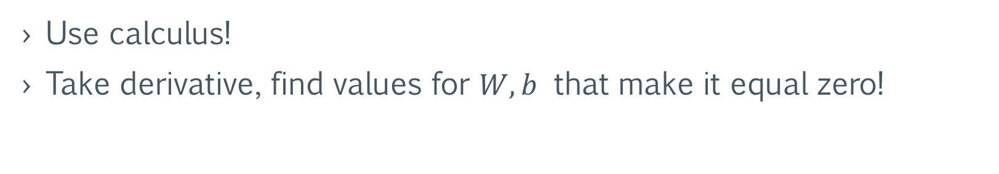 › Use calculus!
› Take derivative, find values for W, b that make it equal zero!